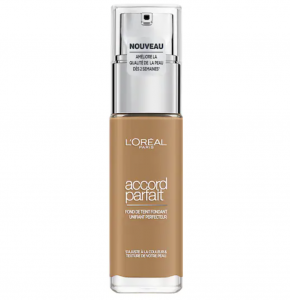 NOUVEAU
AMÉLIORE LA
QUALITÉ DE LA PEAU
DÈS 2 SEMAINES*
L'ORÉAL
PARIS
accord
parfait
FOND DE TEINT FONDANT
UNIFIANT PERFECTEUR
S'AJUSTE À LA COULEUR &
TEXTURE DE VOTRE PEAU